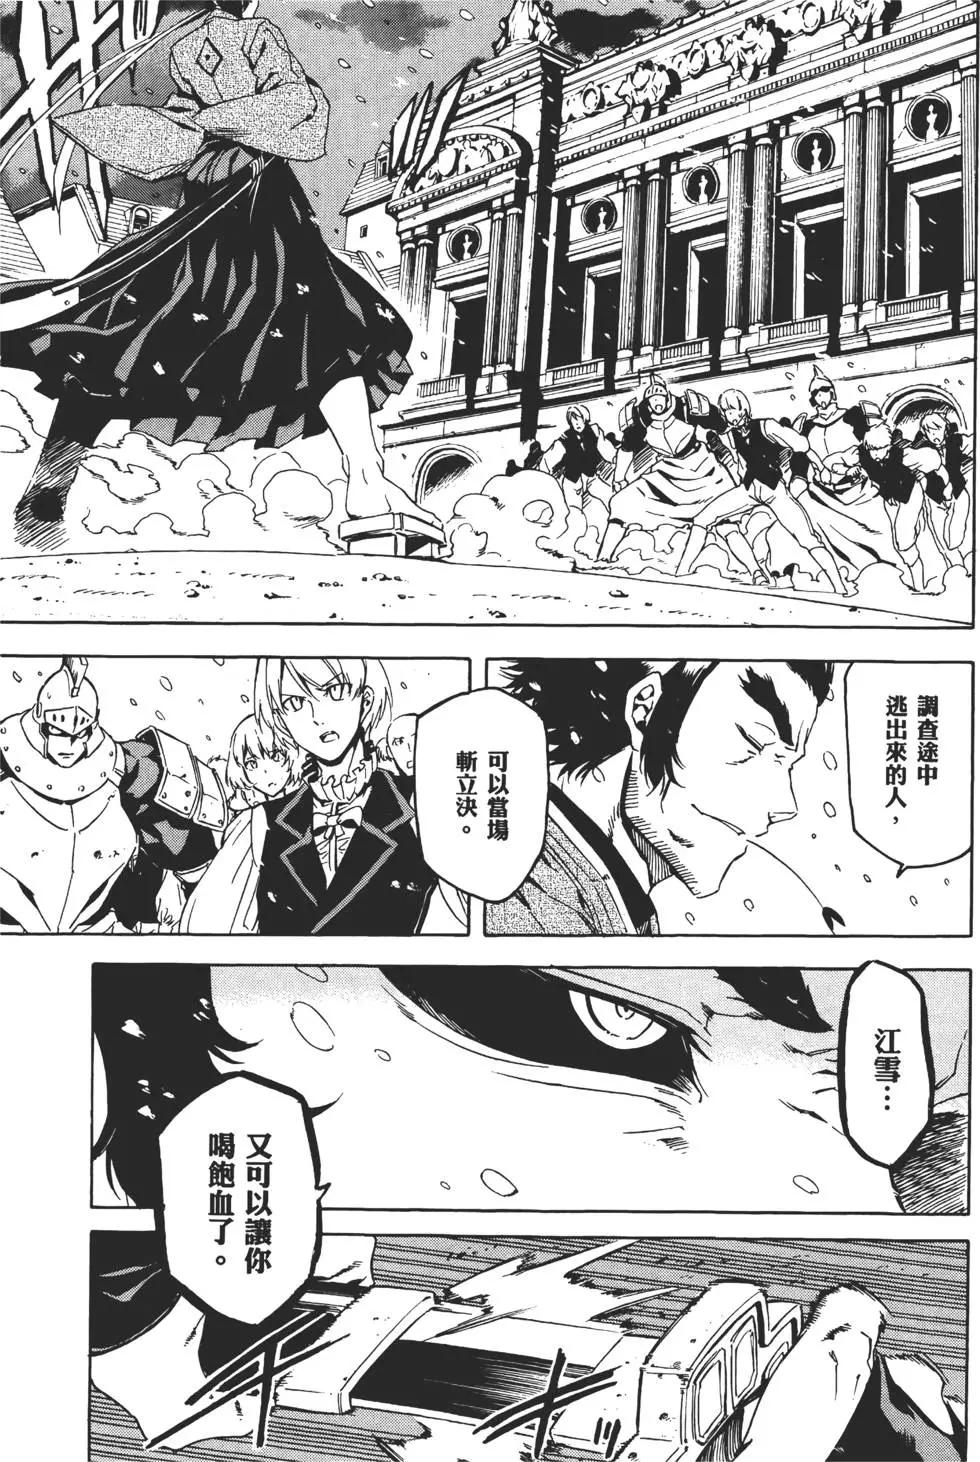 調查途中
逃出來的人，
可以當場
斬立決。
江雪…
又可以讓你
喝飽血了。